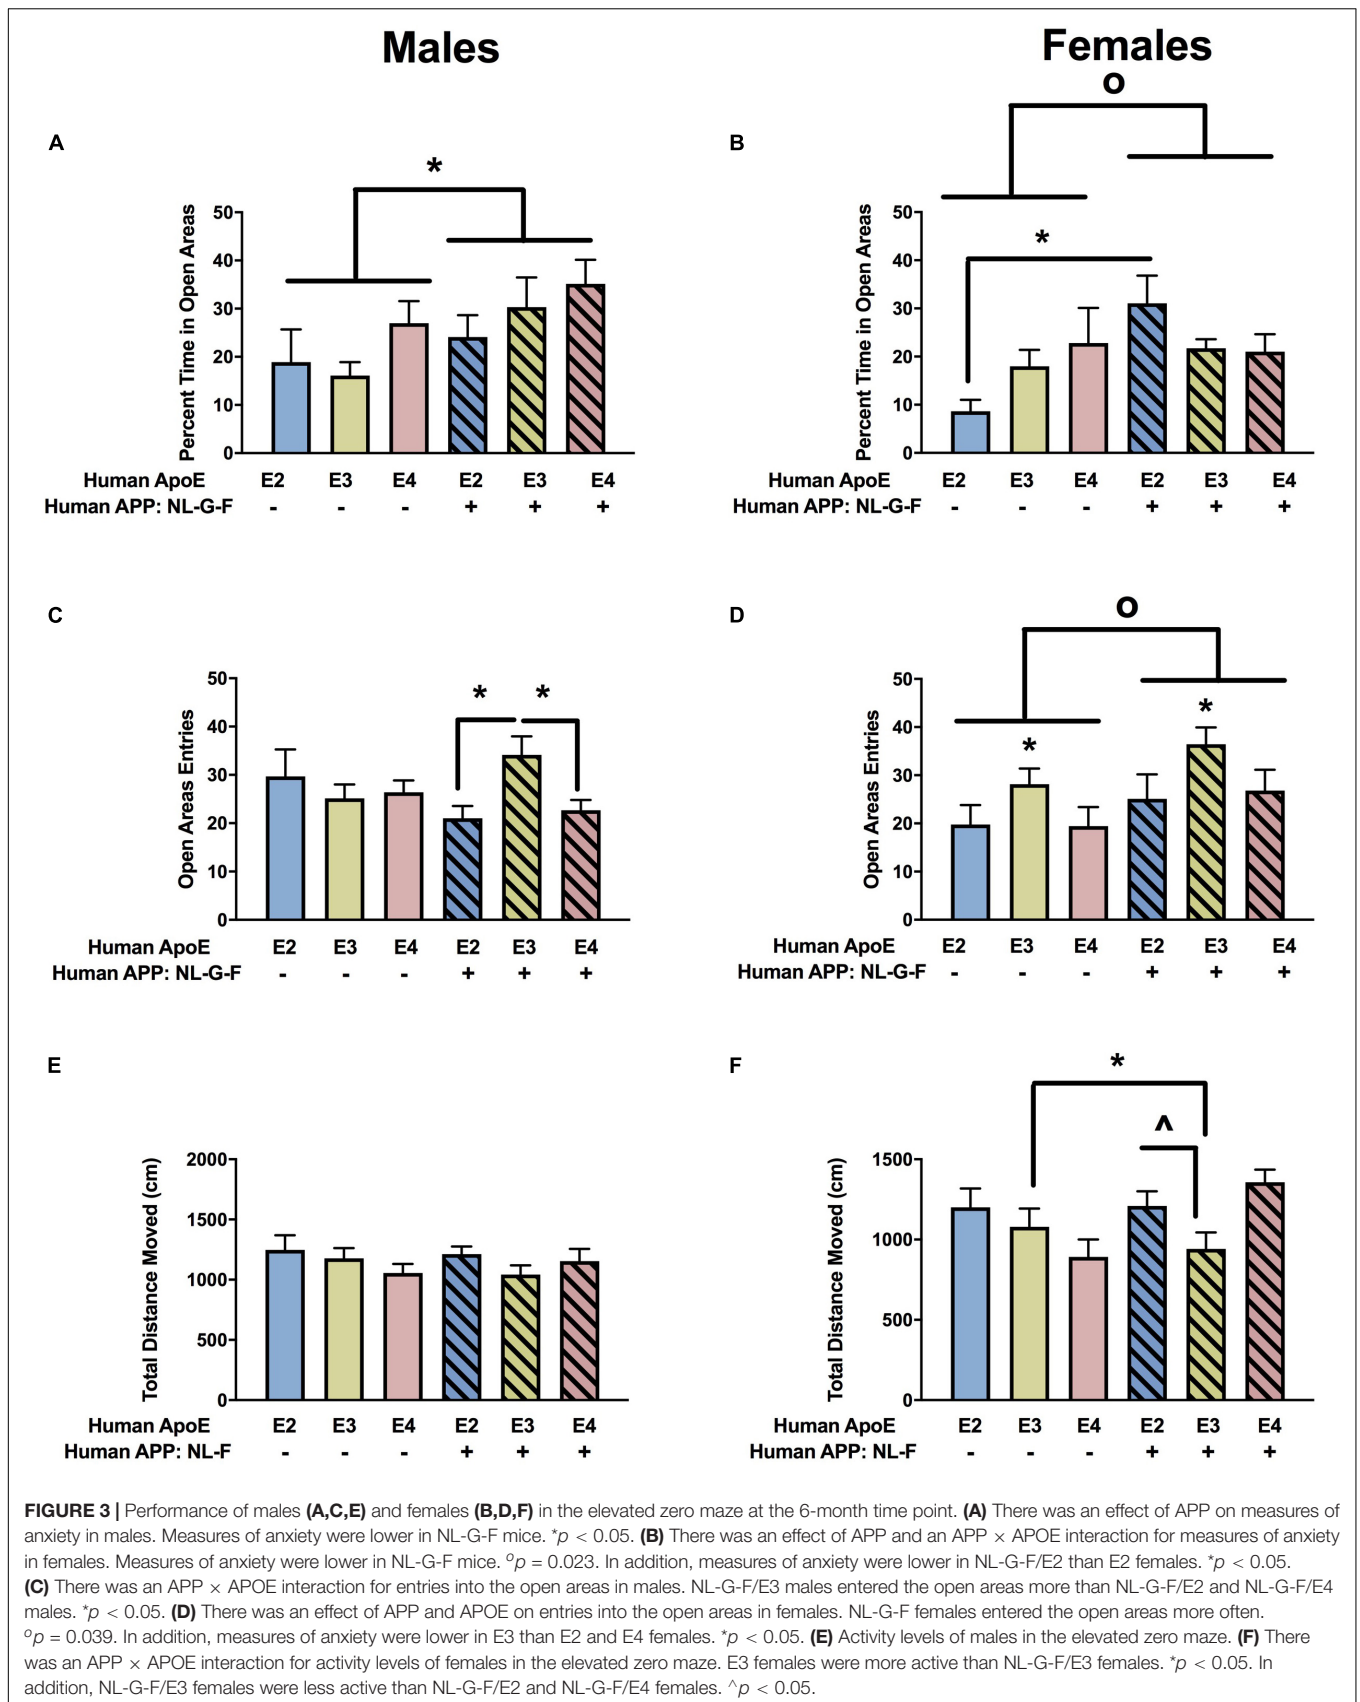 Males
Females
A
*
Percent Time in Open Areas
50
40
30
20
10
0
Human ApoE E2 E3 E4 E2 E3 E4
Human APP: NL-G-F - - - + + +
B
o
*
Percent Time in Open Areas
50
40
30
20
10
0
Human ApoE E2 E3 E4 E2 E3 E4
Human APP: NL-G-F - - - + + +
C
* *
Open Areas Entries
50
40
30
20
10
0
Human ApoE E2 E3 E4 E2 E3 E4
Human APP: NL-G-F - - - + + +
D
o
* *
Open Areas Entries
50
40
30
20
10
0
Human ApoE E2 E3 E4 E2 E3 E4
Human APP: NL-G-F - - - + + +
E
Total Distance Moved (cm)
2000
1500
1000
500
0
Human ApoE E2 E3 E4 E2 E3 E4
Human APP: NL-F - - - + + +
F
*
^
Total Distance Moved (cm)
1500
1000
500
0
Human ApoE E2 E3 E4 E2 E3 E4
Human APP: NL-F - - - + + +
FIGURE 3 | Performance of males (A,C,E) and females (B,D,F) in the elevated zero maze at the 6-month time point. (A) There was an effect of APP on measures of
anxiety in males. Measures of anxiety were lower in NL-G-F mice. *p < 0.05. (B) There was an effect of APP and an APP × APOE interaction for measures of anxiety
in females. Measures of anxiety were lower in NL-G-F mice. °p = 0.023. In addition, measures of anxiety were lower in NL-G-F/E2 than E2 females. *p < 0.05.
(C) There was an APP × APOE interaction for entries into the open areas in males. NL-G-F/E3 males entered the open areas more than NL-G-F/E2 and NL-G-F/E4
males. *p < 0.05. (D) There was an effect of APP and APOE on entries into the open areas in females. NL-G-F females entered the open areas more often.
°p = 0.039. In addition, measures of anxiety were lower in E3 than E2 and E4 females. *p < 0.05. (E) Activity levels of males in the elevated zero maze. (F) There
was an APP × APOE interaction for activity levels of females in the elevated zero maze. E3 females were more active than NL-G-F/E3 females. *p < 0.05. In
addition, NL-G-F/E3 females were less active than NL-G-F/E2 and NL-G-F/E4 females. ^p < 0.05.